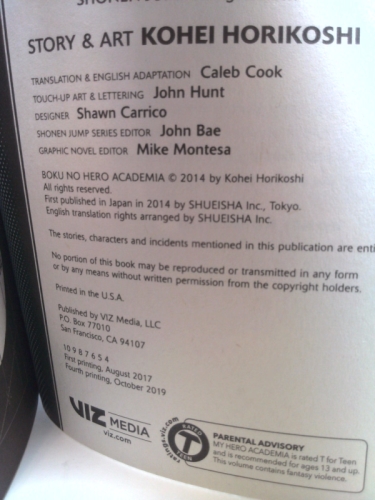 STORY & ART KOHEI HORIKOSHI
TRANSLATION & ENGLISH ADAPTATION Caleb Cook
TOUCH-UP ART & LETTERING John Hunt
DESIGNER Shawn Carrico
SHONEN JUMP SERIES EDITOR John Bae
GRAPHIC NOVEL EDITOR Mike Montesa
BOKU NO HERO ACADEMIA © 2014 by Kohei Horikoshi
All rights reserved.
First published in Japan in 2014 by SHUEISHA Inc., Tokyo.
English translation rights arranged by SHUEISHA Inc.
The stories, characters and incidents mentioned in this publication are enti
No portion of this book may be reproduced or transmitted in any form
or by any means without written permission from the copyright holders.
Printed in the U.S.A.
Published by VIZ Media, LLC
P.O. Box 77010
San Francisco, CA 94107
10 9 8 7 6 5 4
First printing, August 2017
Fourth printing, October 2019
VIZ MEDIA
viz.com
ratings.viz.com
RATED
T
TEEN
PARENTAL ADVISORY
MY HERO ACADEMIA is rated T for Teen
and is recommended for ages 13 and up.
This volume contains fantasy violence.